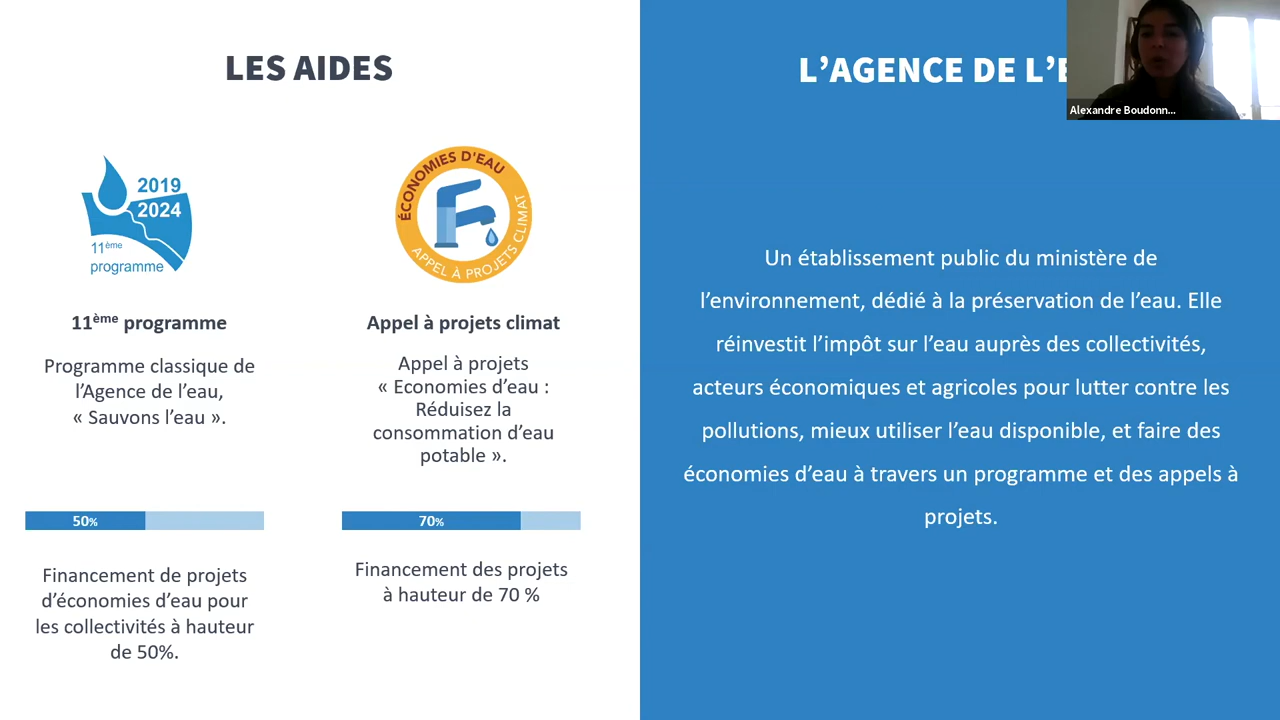 LES AIDES
2019
2024
11ème
programme
ÉCONOMIES D'EAU
APPEL À PROJETS CLIMAT
11ème programme
Programme classique de
l’Agence de l’eau,
« Sauvons l’eau ».
50%
Financement de projets
d’économies d’eau pour
les collectivités à hauteur
de 50%.
Appel à projets climat
Appel à projets
« Economies d’eau :
Réduisez la
consommation d’eau
potable ».
70%
Financement des projets
à hauteur de 70 %
L’AGENCE DE L’E
Alexandre Boudonn...
Un établissement public du ministère de
l’environnement, dédié à la préservation de l’eau. Elle
réinvestit l’impôt sur l’eau auprès des collectivités,
acteurs économiques et agricoles pour lutter contre les
pollutions, mieux utiliser l’eau disponible, et faire des
économies d’eau à travers un programme et des appels à
projets.